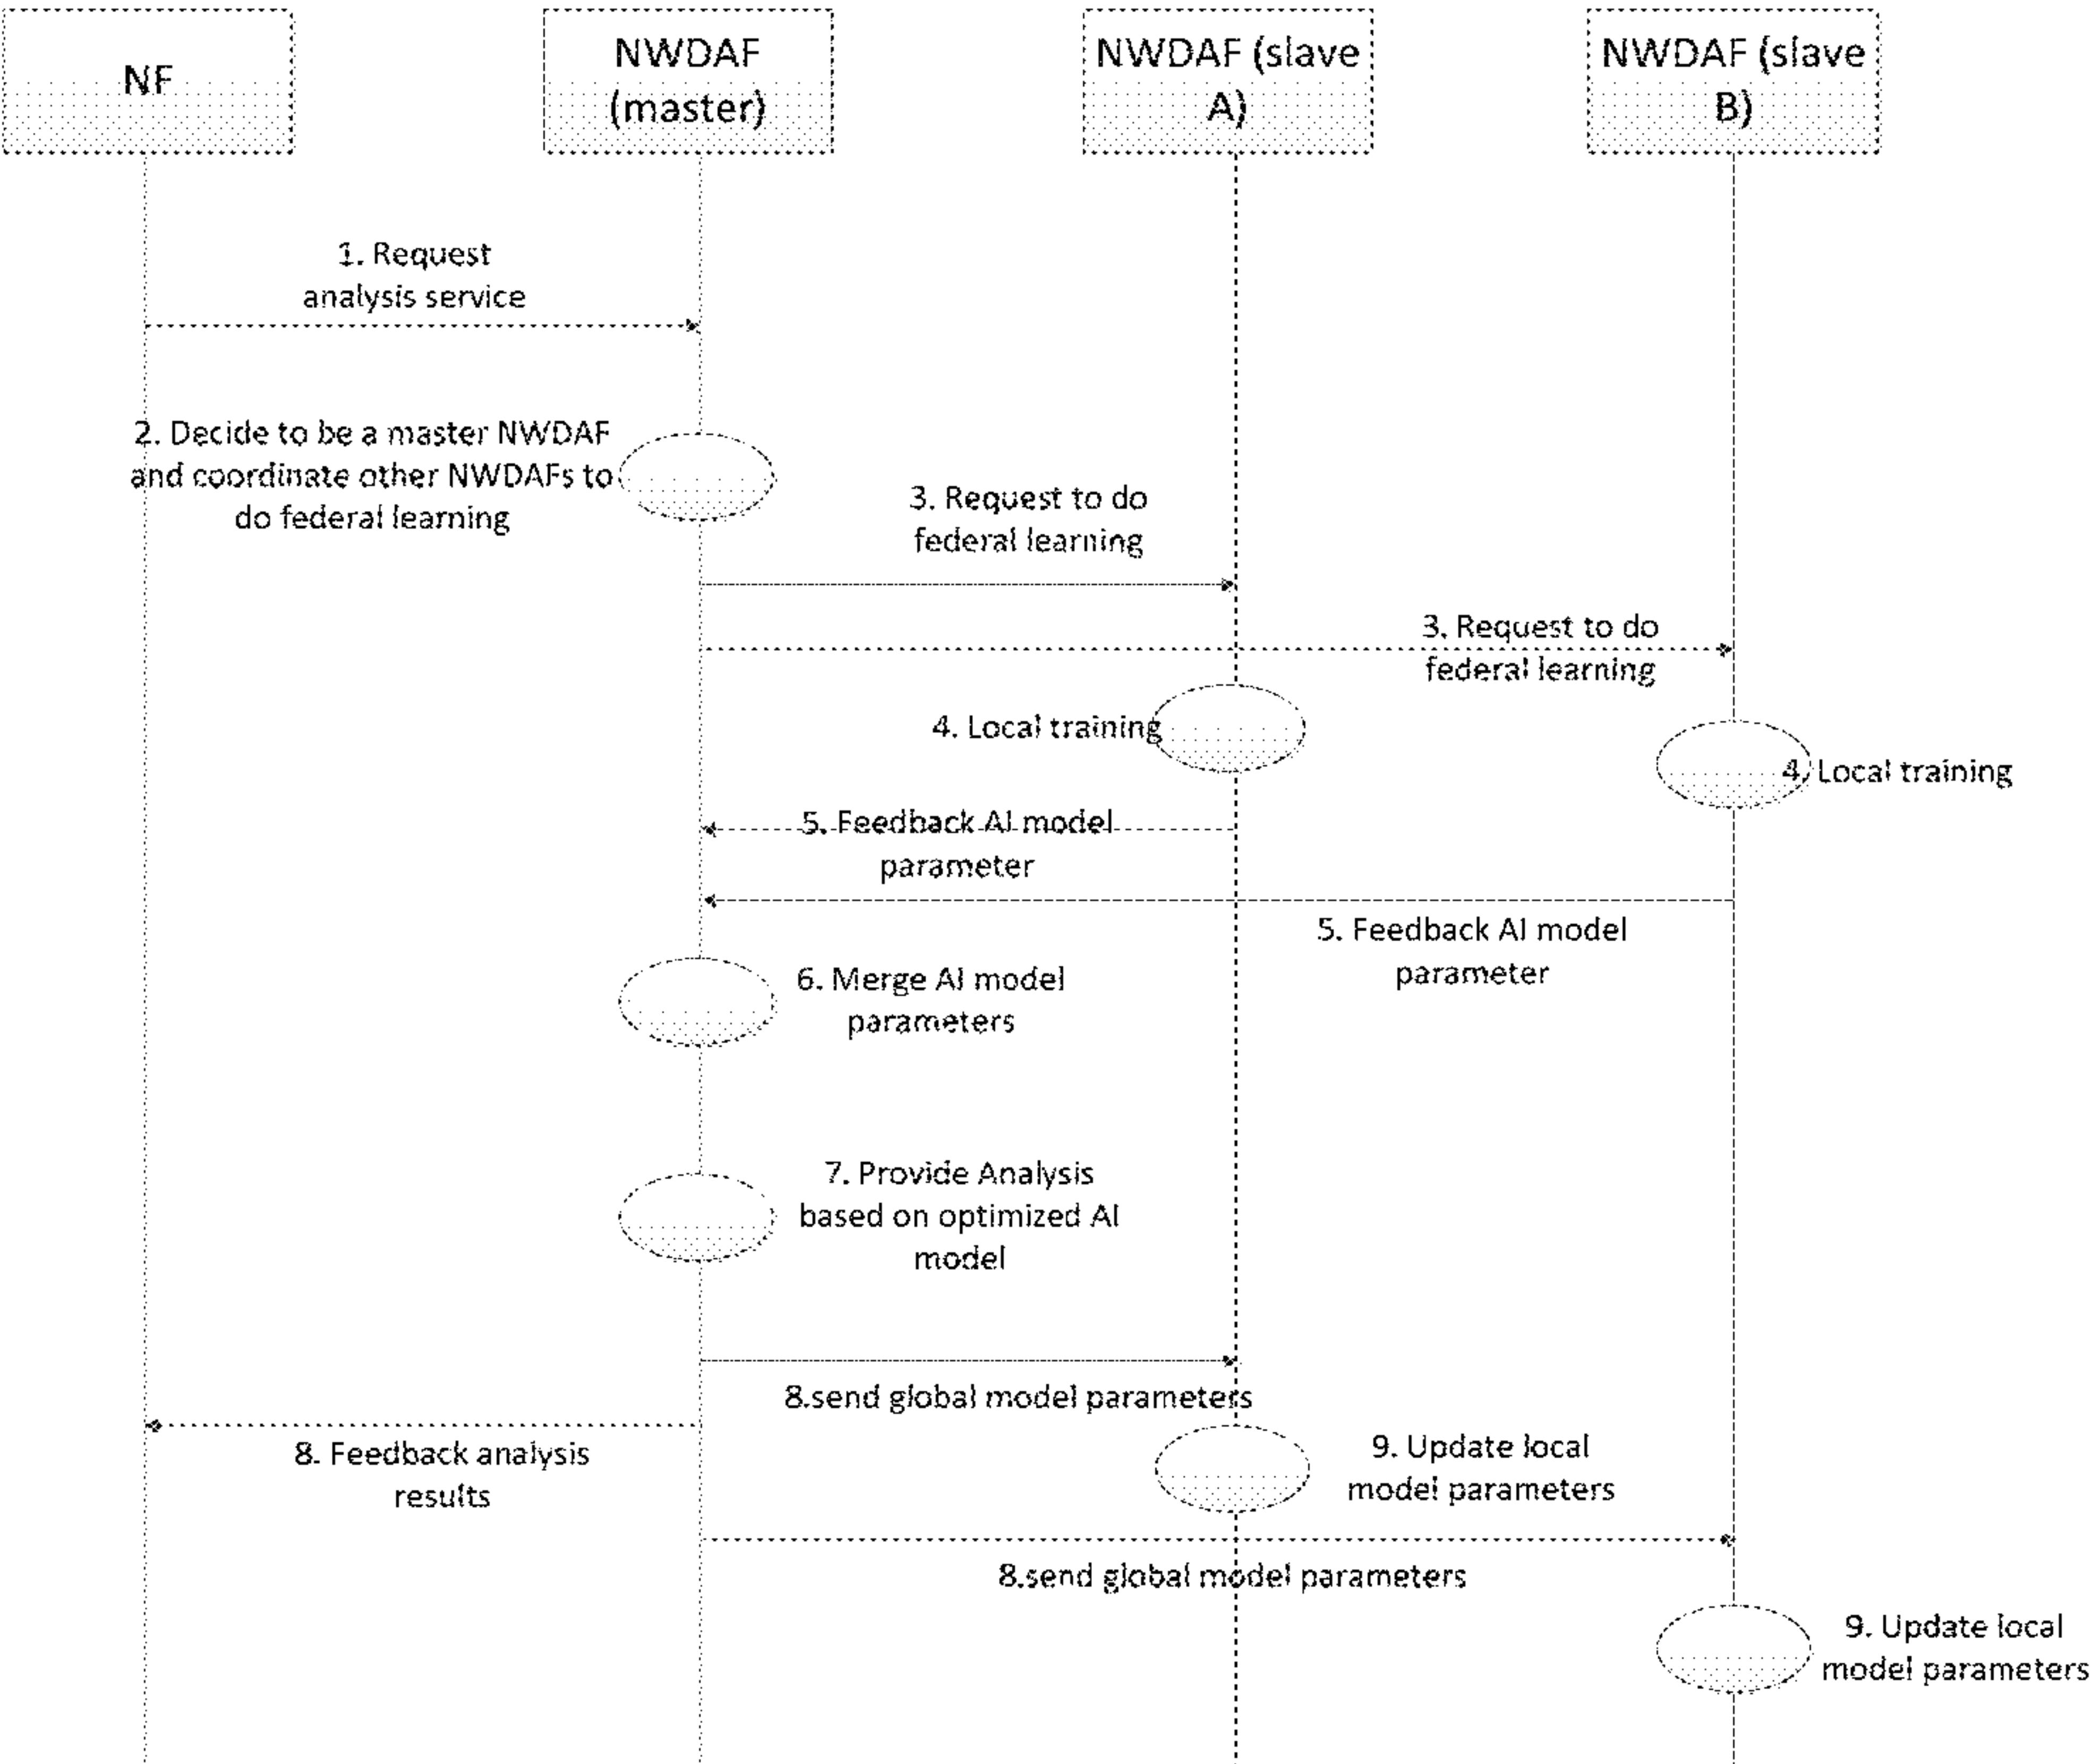 NF
NWDAF
(master)
NWDAF (slave
A)
NWDAF (slave
B)
1. Request
analysis service
2. Decide to be a master NWDAF
and coordinate other NWDAFs to
do federal learning
3. Request to do
federal learning
3. Request to do
federal learning
4. Local training
4. Local training
5. Feedback AI model
parameter
5. Feedback AI model
parameter
6. Merge AI model
parameters
7. Provide Analysis
based on optimized AI
model
8.send global model parameters
8. Feedback analysis
results
9. Update local
model parameters
8.send global model parameters
9. Update local
model parameters